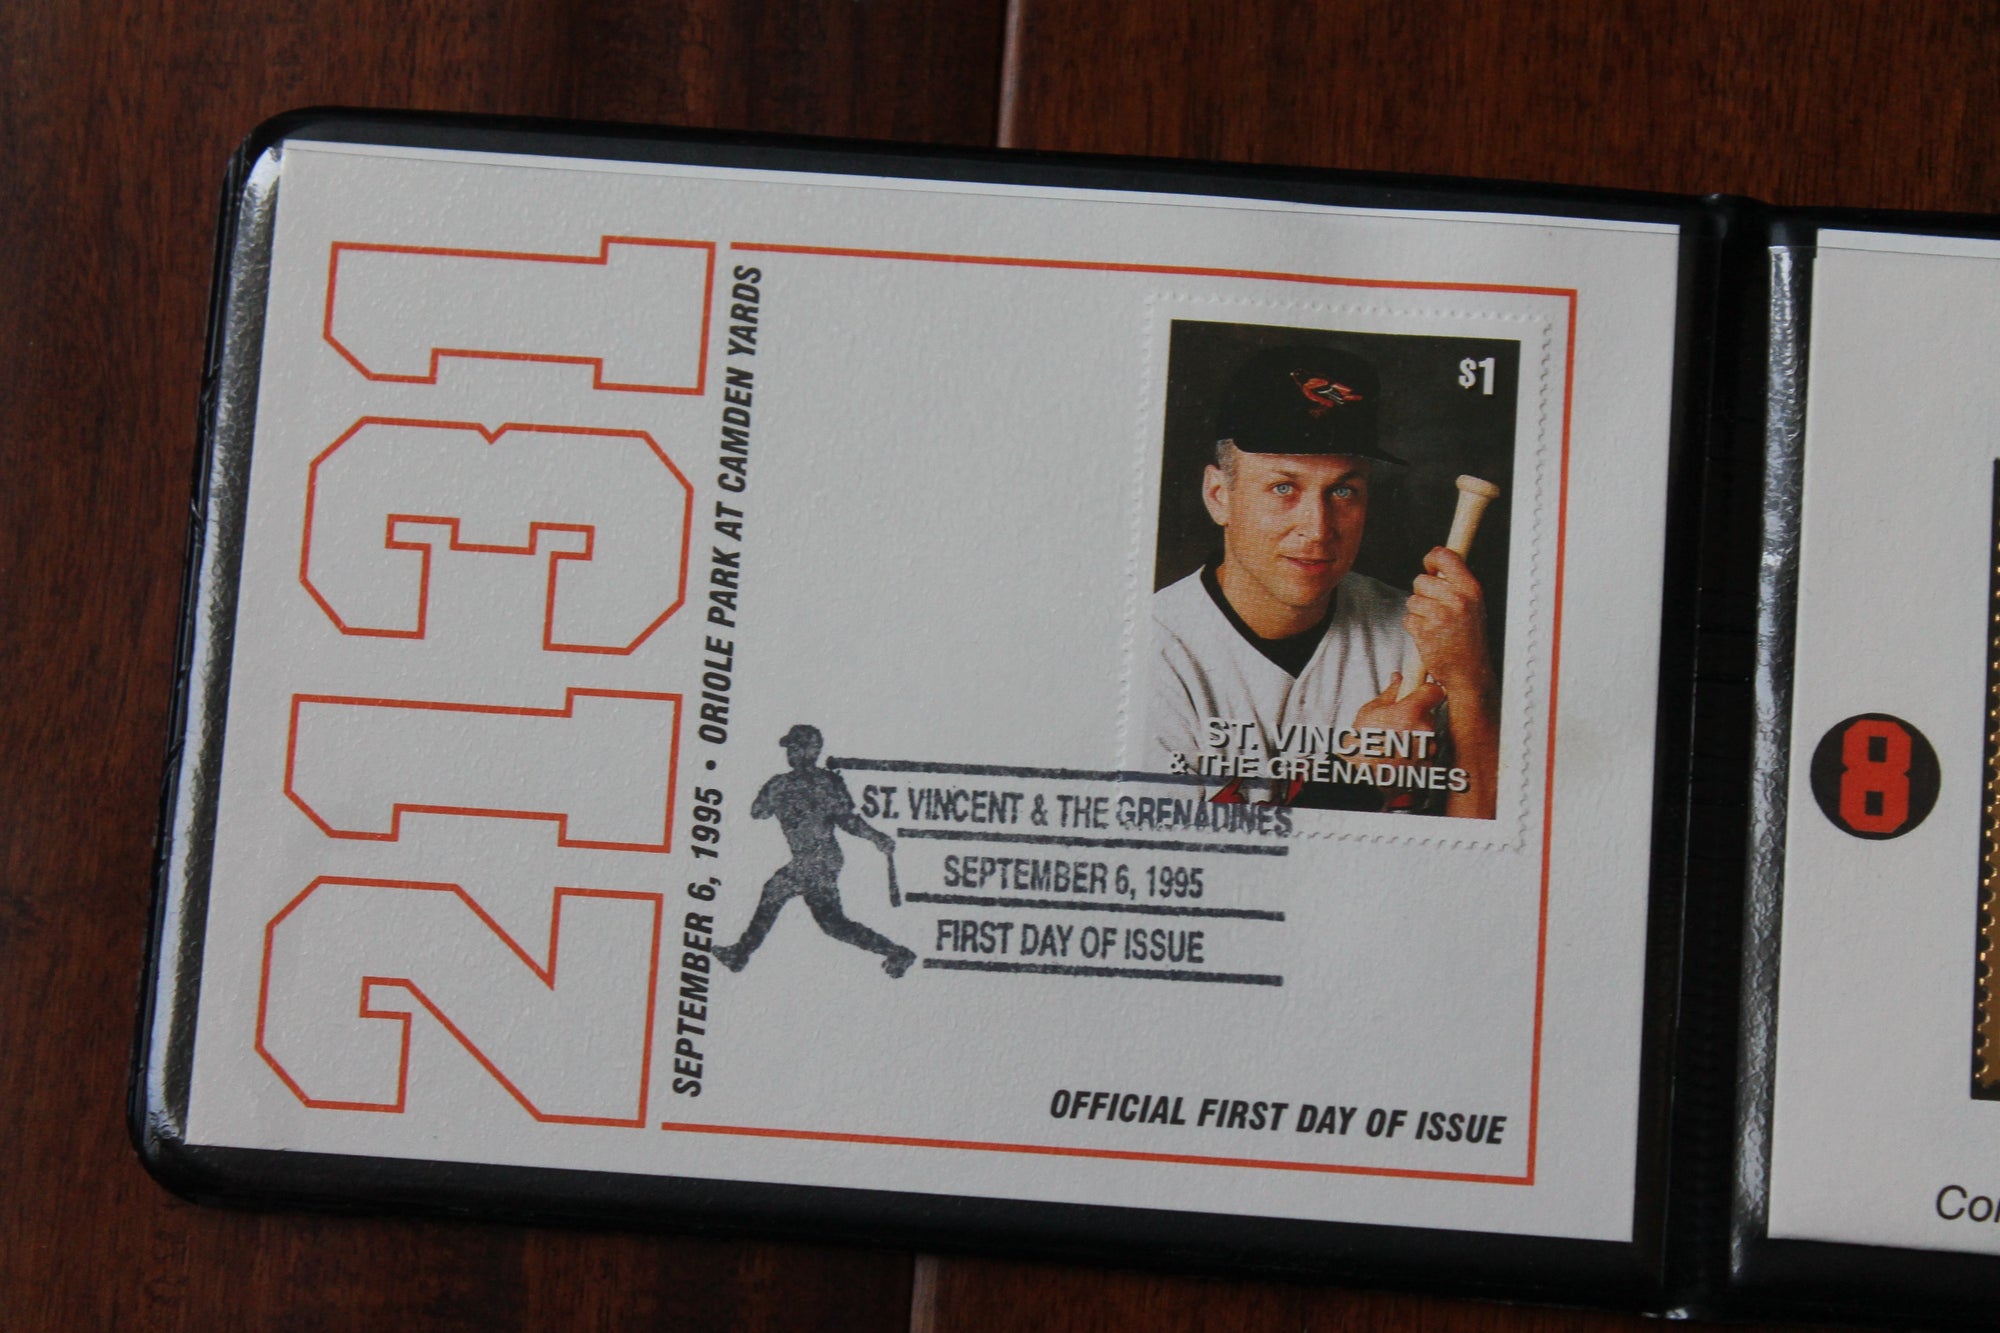 2131
SEPTEMBER 6, 1995 • ORIOLE PARK AT CAMDEN YARDS
$1
ST. VINCENT
& THE GRENADINES
ST. VINCENT & THE GRENADINES
SEPTEMBER 6, 1995
FIRST DAY OF ISSUE
OFFICIAL FIRST DAY OF ISSUE
8